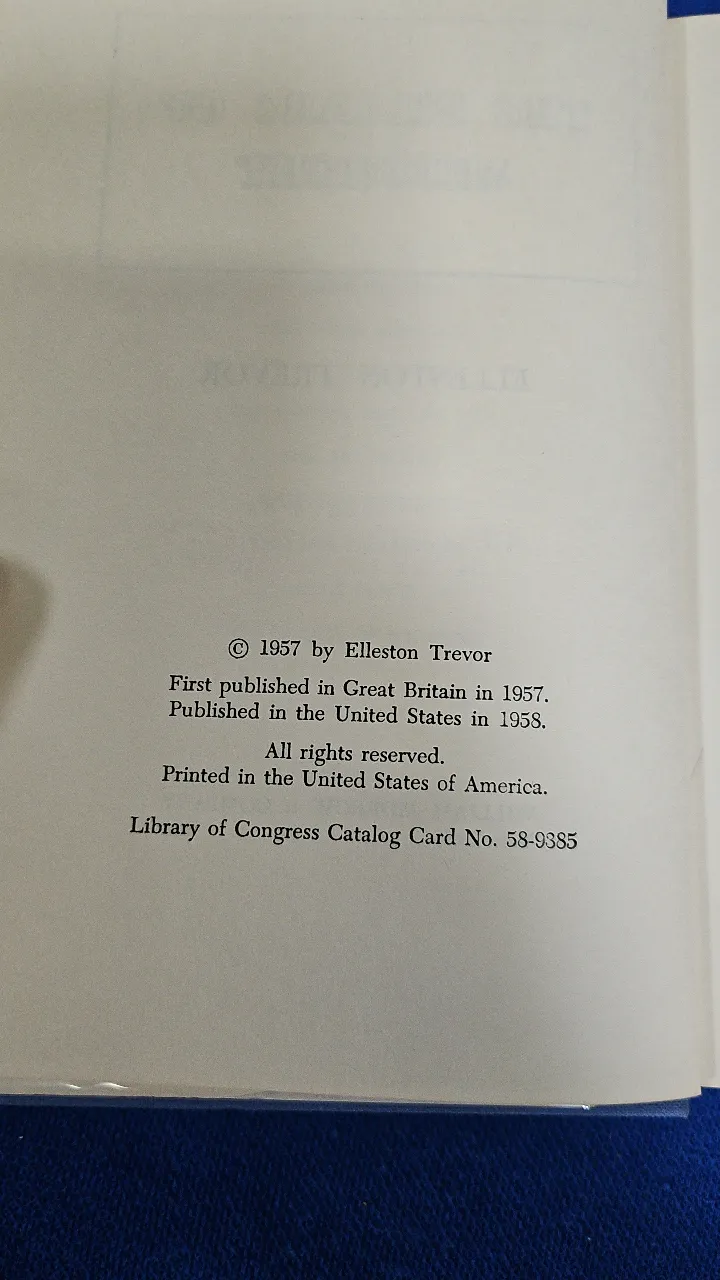 © 1957 by Elleston Trevor
First published in Great Britain in 1957.
Published in the United States in 1958.
All rights reserved.
Printed in the United States of America.
Library of Congress Catalog Card No. 58-9385